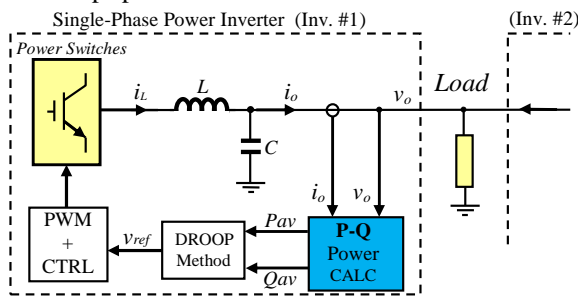 Single-Phase Power Inverter (Inv. #1)
(Inv. #2)
Power Switches
iL
L
io
vo
Load
C
io
vo
PWM
+
CTRL
vref
DROOP
Method
Pav
Qav
P-Q
Power
CALC